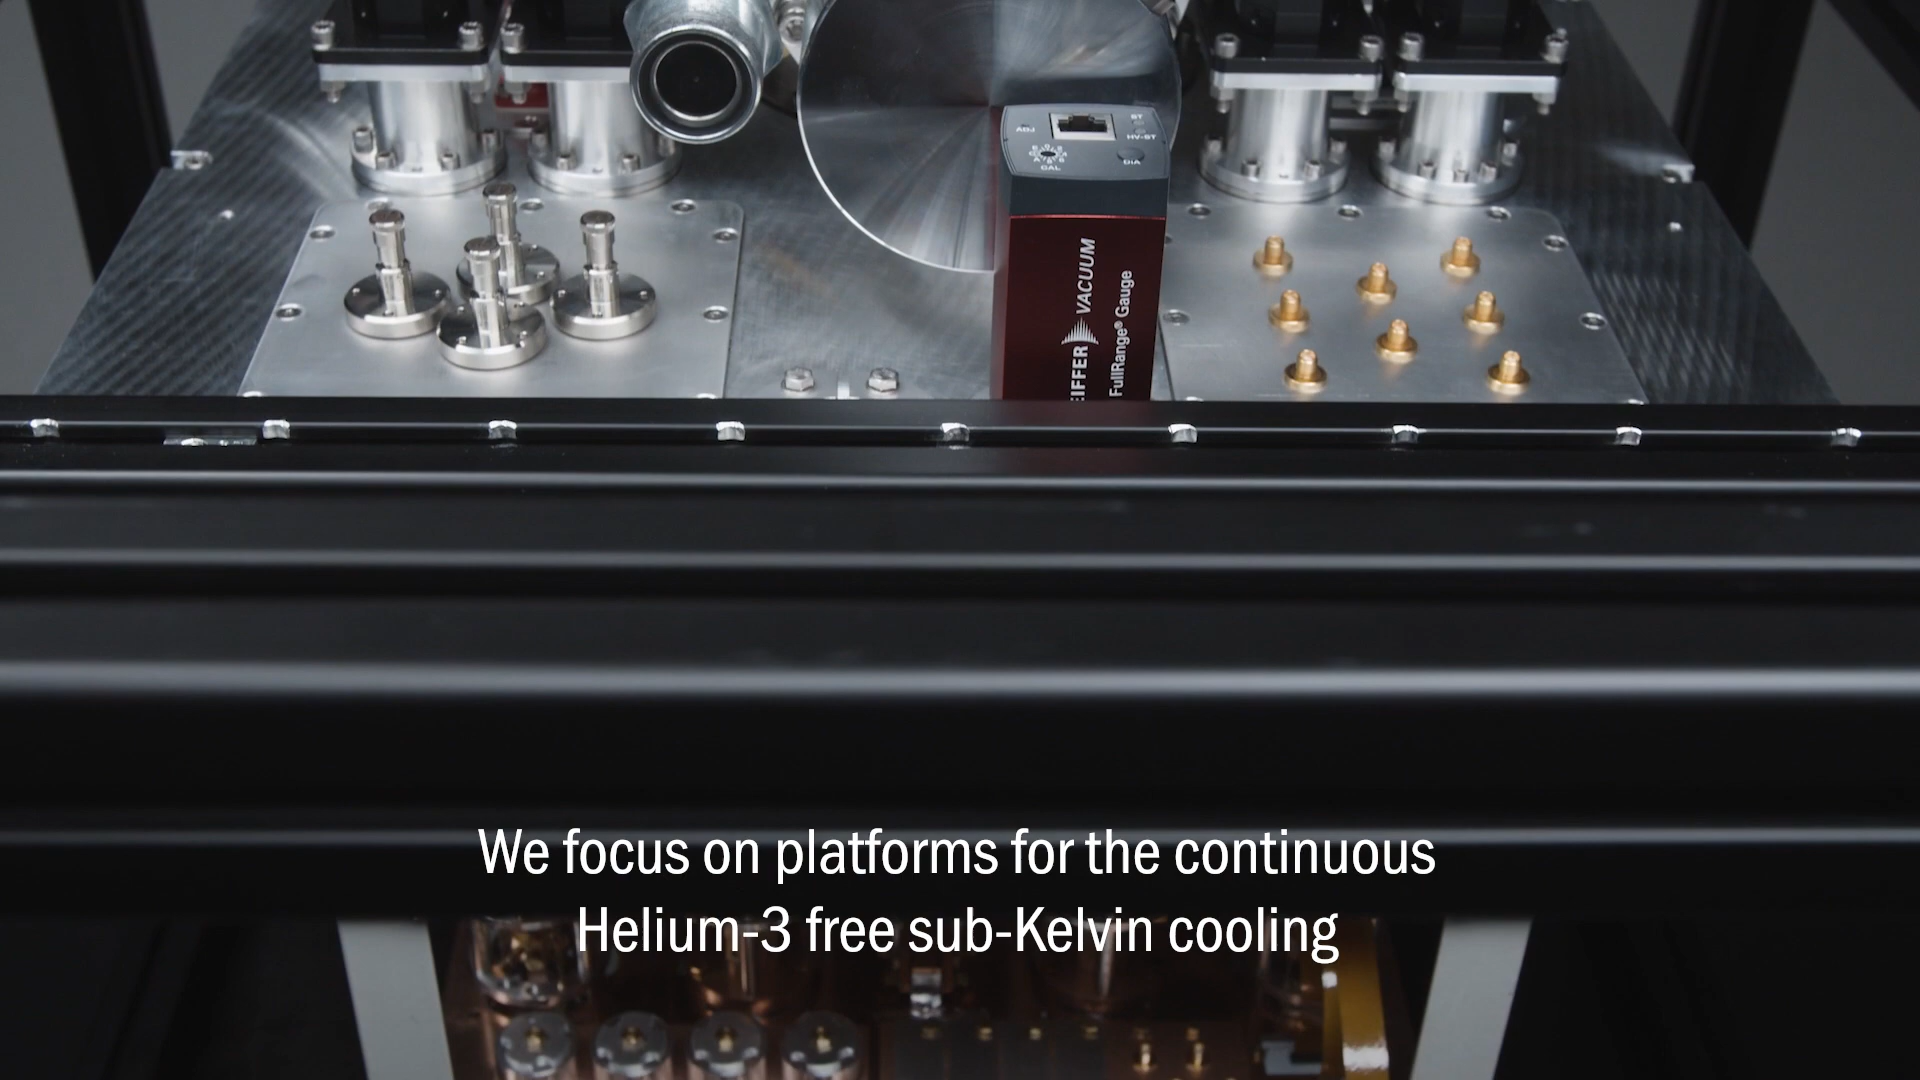 ADJ
ST
HV-ST
CAL
DIA
EIFFER VACUUM
FullRange® Gauge
We focus on platforms for the continuous
Helium-3 free sub-Kelvin cooling